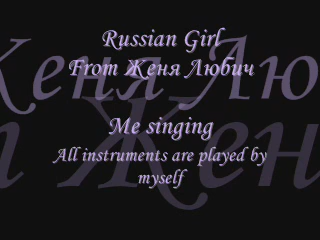 Russian Girl
From Женя Любич
Me singing
All instruments are played by
myself